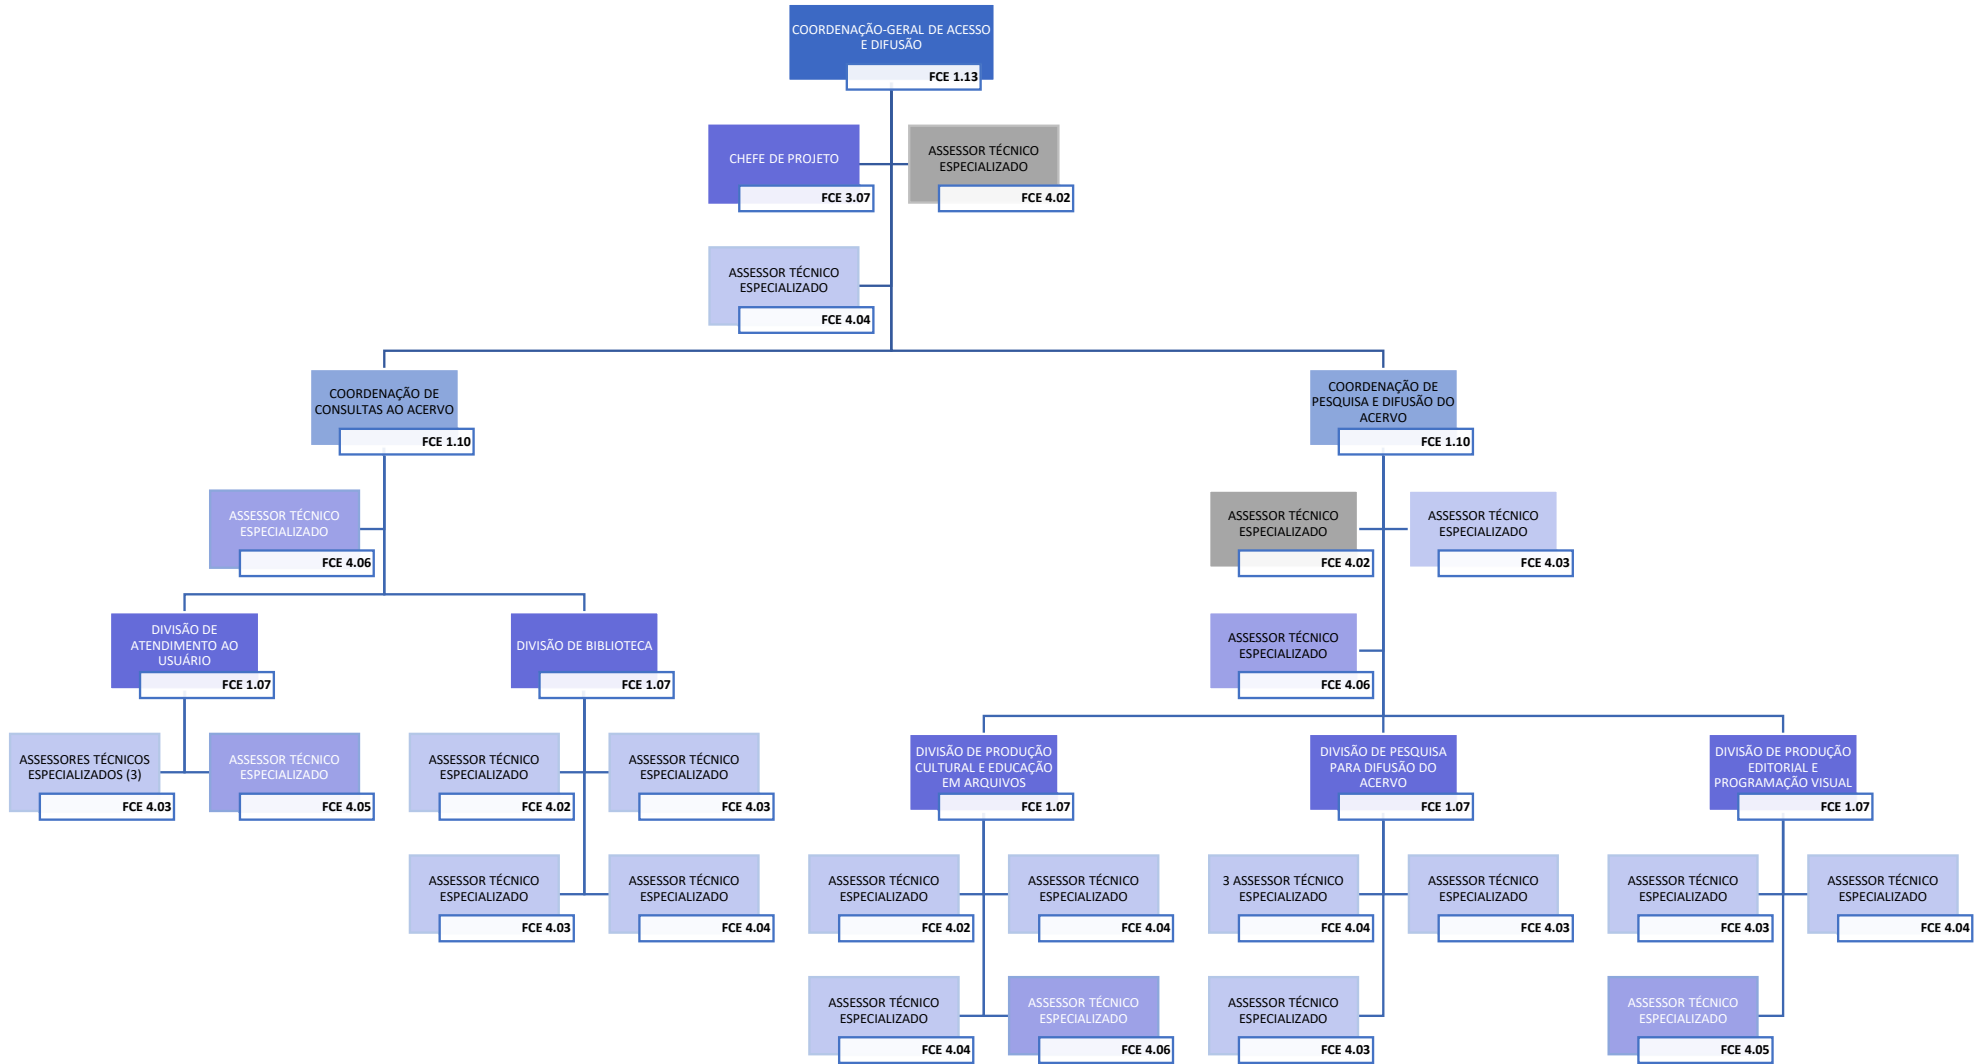 COORDENAÇÃO-GERAL DE ACESSO
E DIFUSÃO
FCE 1.13
CHEFE DE PROJETO
FCE 3.07
ASSESSOR TÉCNICO
ESPECIALIZADO
FCE 4.02
ASSESSOR TÉCNICO
ESPECIALIZADO
FCE 4.04
COORDENAÇÃO DE
CONSULTAS AO ACERVO
FCE 1.10
COORDENAÇÃO DE
PESQUISA E DIFUSÃO DO
ACERVO
FCE 1.10
ASSESSOR TÉCNICO
ESPECIALIZADO
FCE 4.06
ASSESSOR TÉCNICO
ESPECIALIZADO
FCE 4.02
ASSESSOR TÉCNICO
ESPECIALIZADO
FCE 4.03
DIVISÃO DE
ATENDIMENTO AO
USUÁRIO
FCE 1.07
DIVISÃO DE BIBLIOTECA
FCE 1.07
ASSESSOR TÉCNICO
ESPECIALIZADO
FCE 4.06
ASSESSORES TÉCNICOS
ESPECIALIZADOS (3)
FCE 4.03
ASSESSOR TÉCNICO
ESPECIALIZADO
FCE 4.05
ASSESSOR TÉCNICO
ESPECIALIZADO
FCE 4.02
ASSESSOR TÉCNICO
ESPECIALIZADO
FCE 4.03
DIVISÃO DE PRODUÇÃO
CULTURAL E EDUCAÇÃO
EM ARQUIVOS
FCE 1.07
DIVISÃO DE PESQUISA
PARA DIFUSÃO DO
ACERVO
FCE 1.07
DIVISÃO DE PRODUÇÃO
EDITORIAL E
PROGRAMAÇÃO VISUAL
FCE 1.07
ASSESSOR TÉCNICO
ESPECIALIZADO
FCE 4.03
ASSESSOR TÉCNICO
ESPECIALIZADO
FCE 4.04
ASSESSOR TÉCNICO
ESPECIALIZADO
FCE 4.02
ASSESSOR TÉCNICO
ESPECIALIZADO
FCE 4.04
3 ASSESSOR TÉCNICO
ESPECIALIZADO
FCE 4.04
ASSESSOR TÉCNICO
ESPECIALIZADO
FCE 4.03
ASSESSOR TÉCNICO
ESPECIALIZADO
FCE 4.03
ASSESSOR TÉCNICO
ESPECIALIZADO
FCE 4.04
ASSESSOR TÉCNICO
ESPECIALIZADO
FCE 4.04
ASSESSOR TÉCNICO
ESPECIALIZADO
FCE 4.06
ASSESSOR TÉCNICO
ESPECIALIZADO
FCE 4.03
ASSESSOR TÉCNICO
ESPECIALIZADO
FCE 4.05